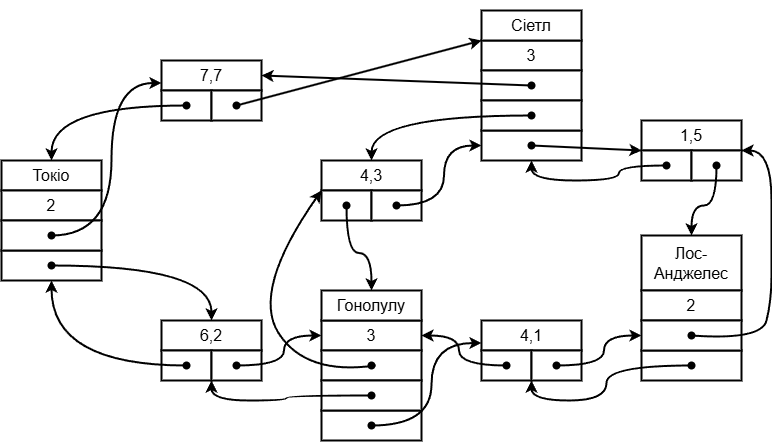 Сіетл
3
7,7
1,5
Токіо
2
4,3
Лос-
Анджелес
2
Гонолулу
3
6,2
4,1